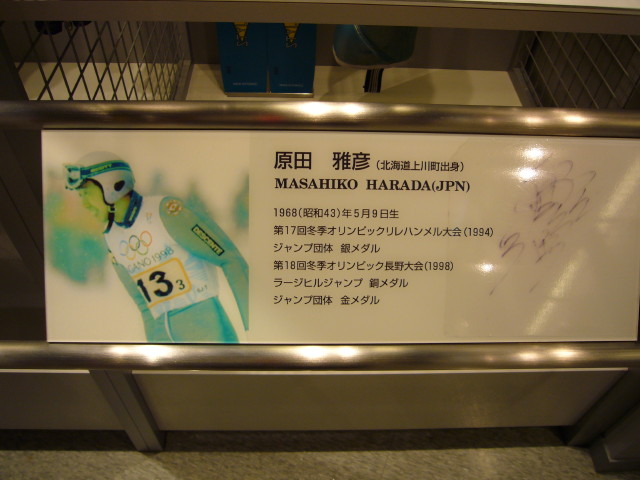 原田　雅彦 (北海道上川町出身)
MASAHIKO HARADA(JPN)
1968(昭和43)年5月9日生
第17回冬季オリンピックリレハンメル大会(1994)
ジャンプ団体 銀メダル
第18回冬季オリンピック長野大会(1998)
ラージヒルジャンプ 銅メダル
ジャンプ団体 金メダル
NAGANO 1998
13 3
DESCENTE